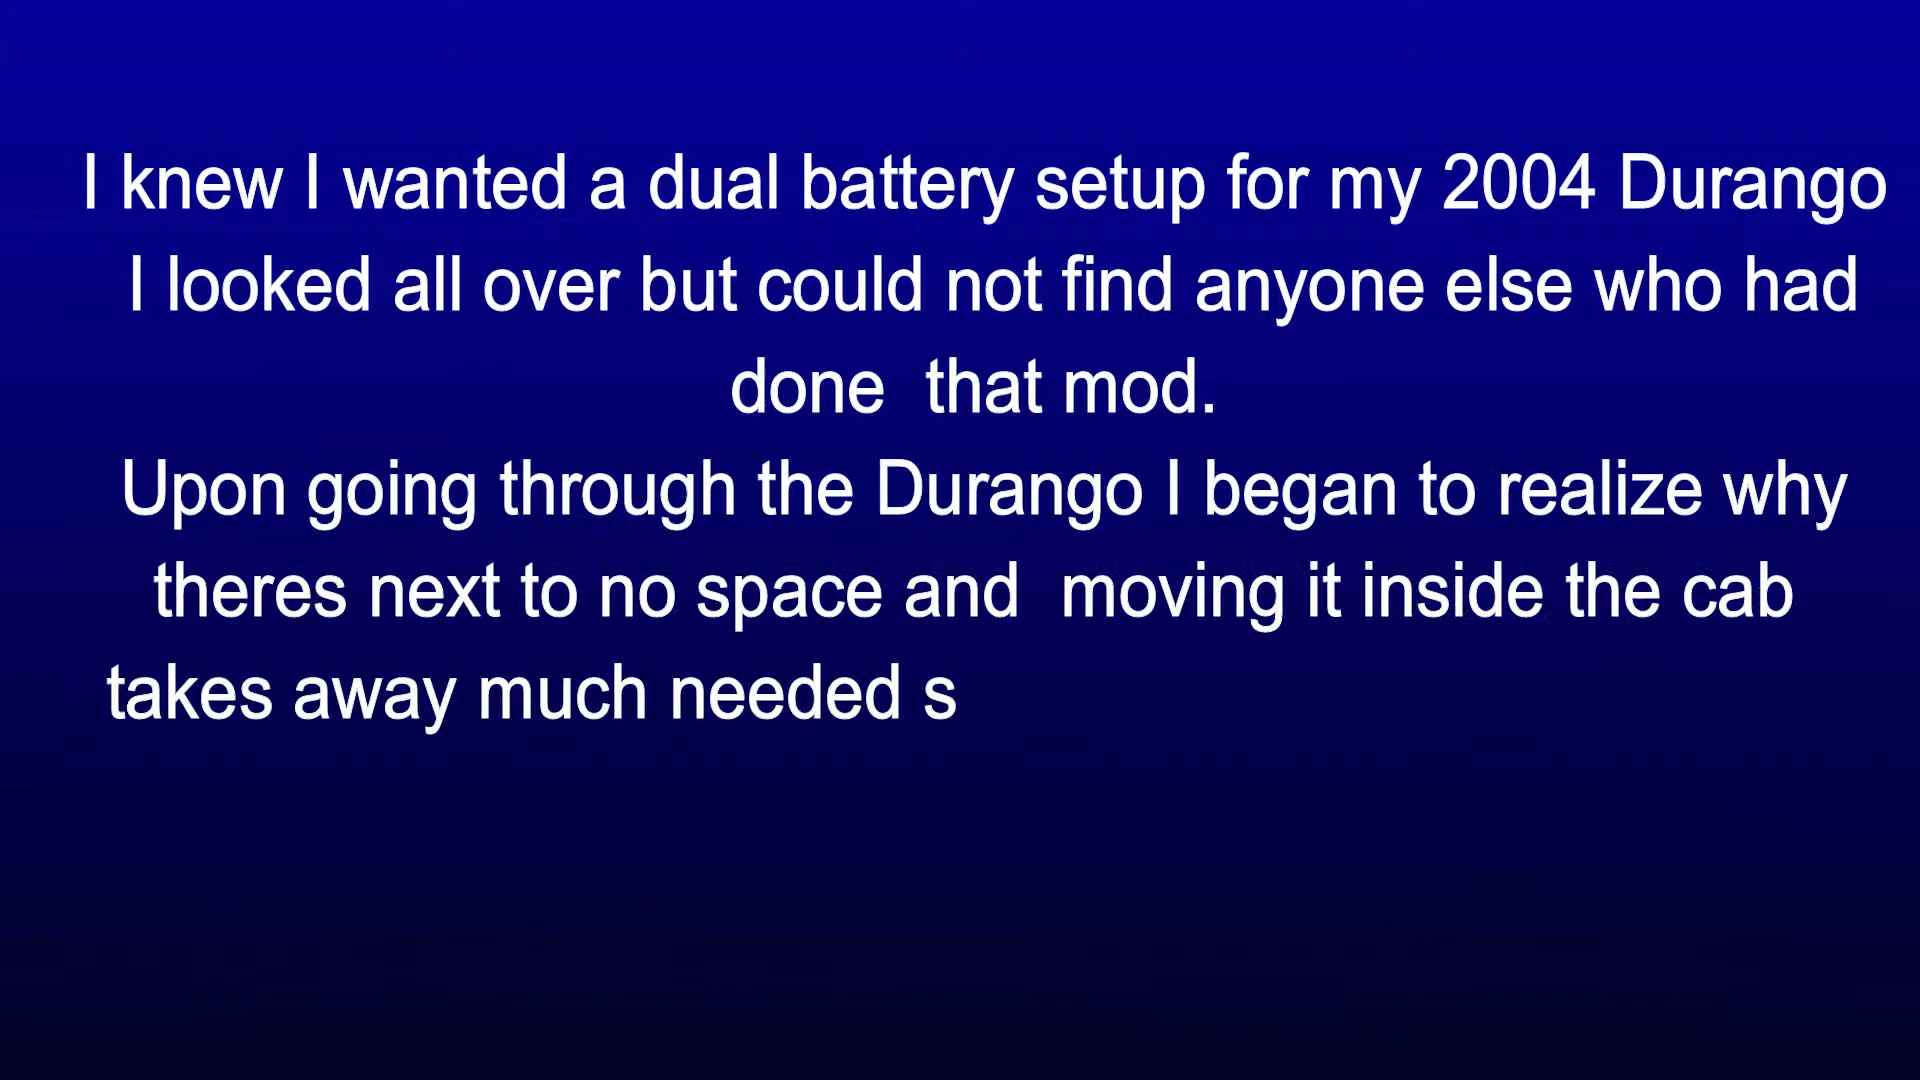 I knew I wanted a dual battery setup for my 2004 Durango
I looked all over but could not find anyone else who had
done  that mod.
Upon going through the Durango I began to realize why
theres next to no space and  moving it inside the cab
takes away much needed s